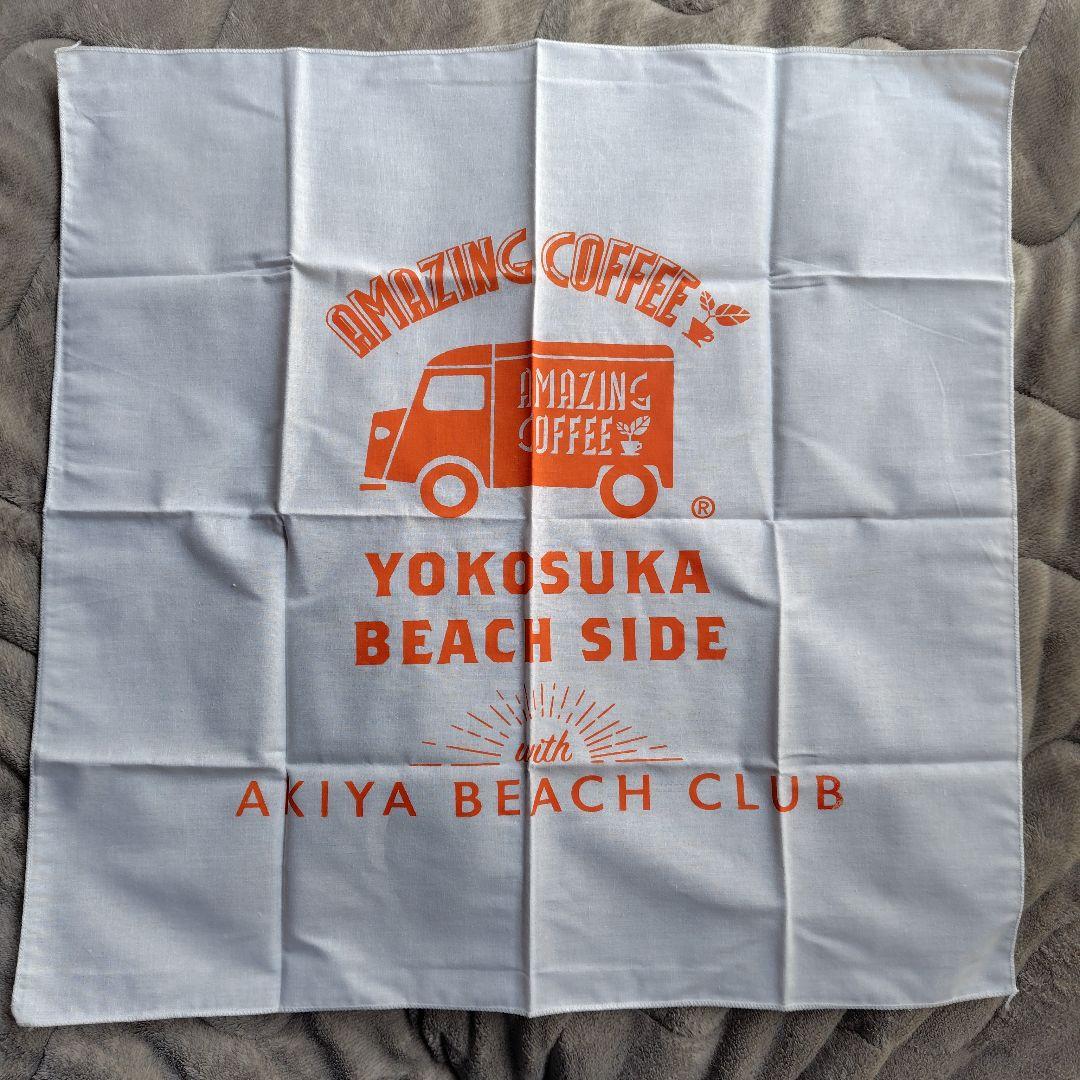 AMAZING COFFEE
AMAZING
COFFEE
®
YOKOSUKA
BEACH SIDE
with
AKIYA BEACH CLUB